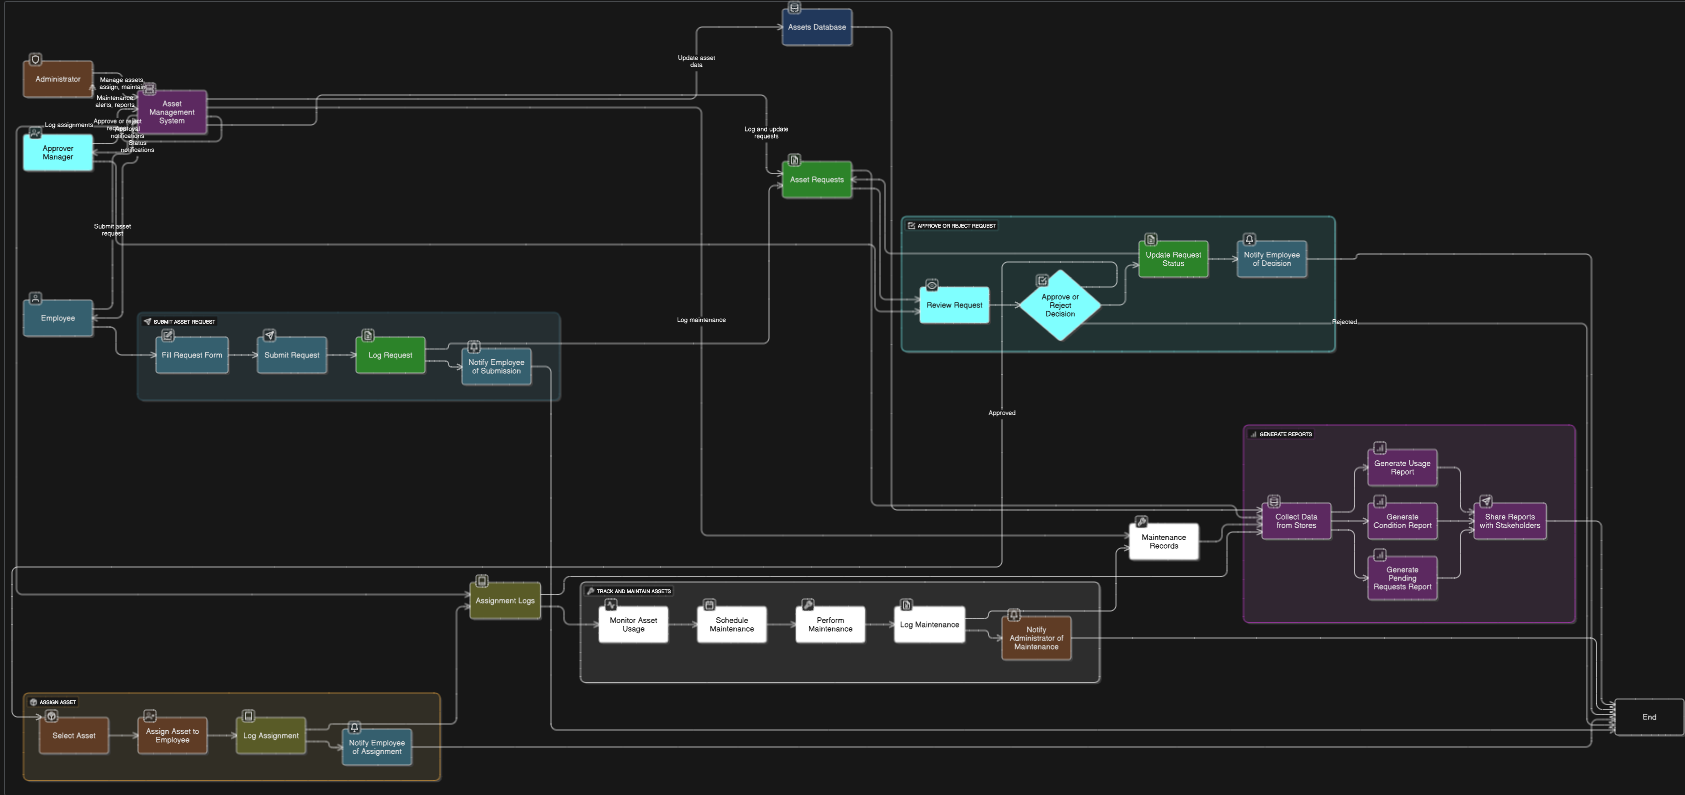 Assets Database
Update asset
data
Administrator
Manage assets,
assign, maintain
Asset
Management
System
Maintenance
alerts, reports
Log assignments
Approve or reject
Approval
notifications
Status
notifications
Approver
Manager
Log and update
requests
Asset Requests
Submit asset
request
Employee
SUBMIT ASSET REQUEST
Fill Request Form
Submit Request
Log Request
Notify Employee
of Submission
Log maintenance
APPROVE OR REJECT REQUEST
Review Request
Approve or
Reject
Decision
Update Request
Status
Notify Employee
of Decision
Rejected
Approved
GENERATE REPORTS
Collect Data
from Stores
Generate Usage
Report
Generate
Condition Report
Generate
Pending
Requests Report
Share Reports
with Stakeholders
Maintenance
Records
Assignment Logs
TRACK AND MAINTAIN ASSETS
Monitor Asset
Usage
Schedule
Maintenance
Perform
Maintenance
Log Maintenance
Notify
Administrator of
Maintenance
ASSIGN ASSET
Select Asset
Assign Asset to
Employee
Log Assignment
Notify Employee
of Assignment
End